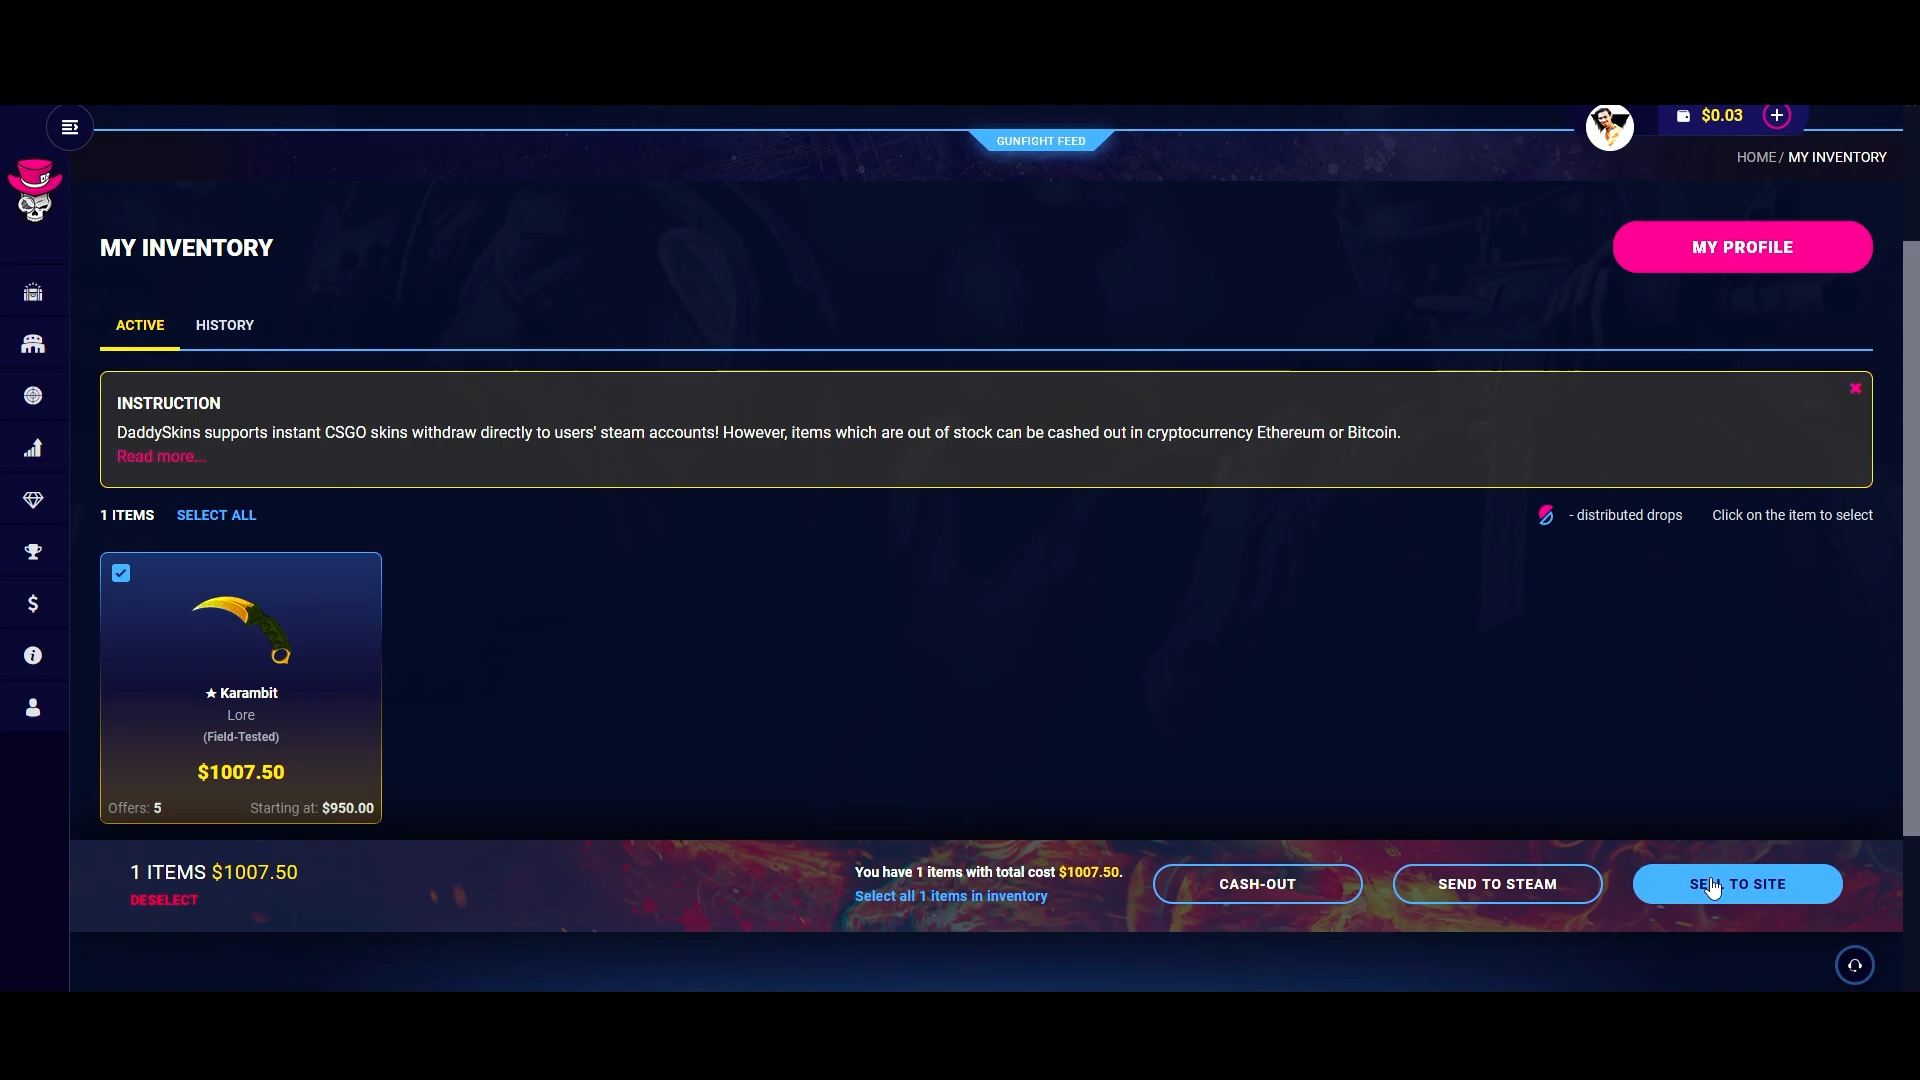 $0.03
GUNFIGHT FEED
HOME / MY INVENTORY
MY INVENTORY
MY PROFILE
ACTIVE
HISTORY
INSTRUCTION
DaddySkins supports instant CSGO skins withdraw directly to users' steam accounts! However, items which are out of stock can be cashed out in cryptocurrency Ethereum or Bitcoin.
Read more...
1 ITEMS SELECT ALL
- distributed drops
Click on the item to select
★ Karambit
Lore
(Field-Tested)
$1007.50
Offers: 5
Starting at: $950.00
1 ITEMS $1007.50
DESELECT
You have 1 items with total cost $1007.50.
Select all 1 items in inventory
CASH-OUT
SEND TO STEAM
TO SITE